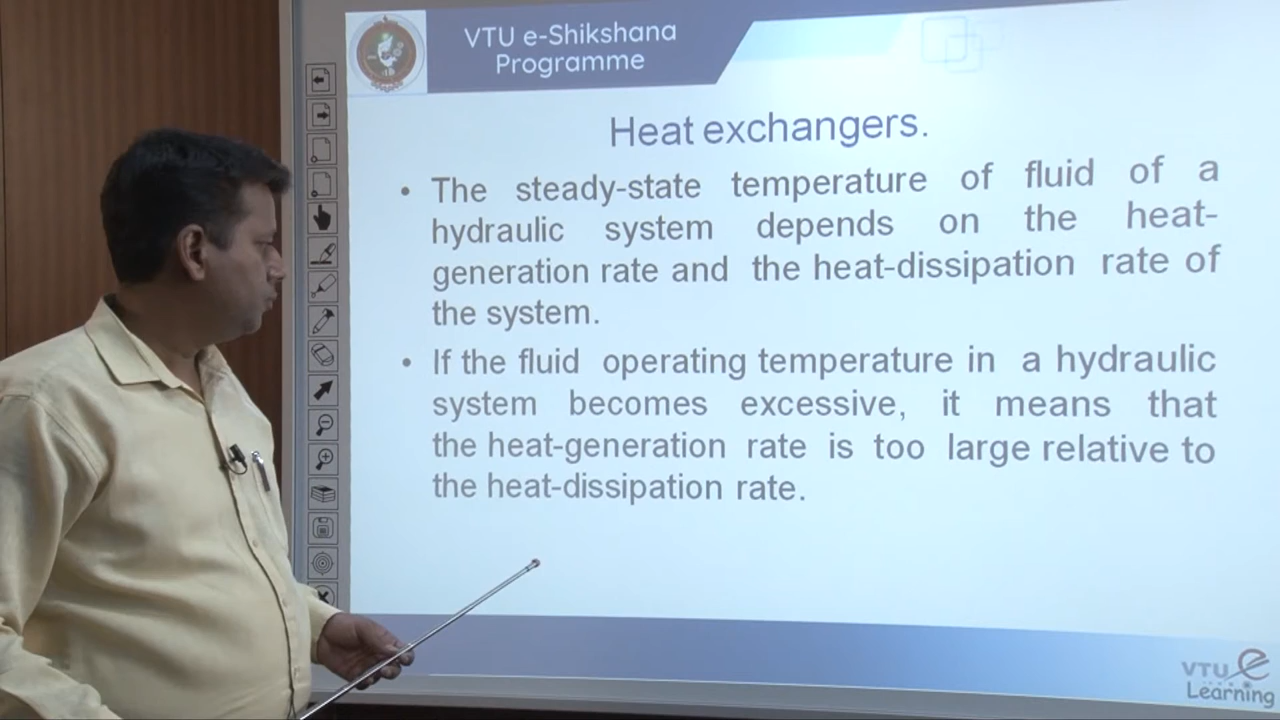 VTU e-Shikshana
Programme
Heat exchangers.
• The steady-state temperature of fluid of a
hydraulic system depends on the heat-
generation rate and the heat-dissipation rate of
the system.
• If the fluid operating temperature in a hydraulic
system becomes excessive, it means that
the heat-generation rate is too large relative to
the heat-dissipation rate.
VTU e
Learning